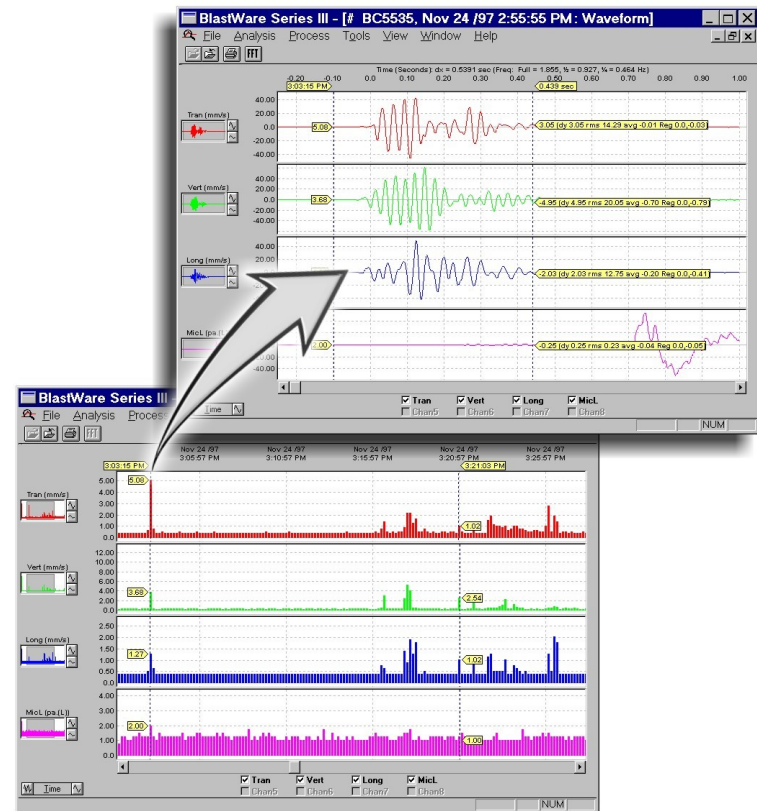 BlastWare Series III - [# BC5535, Nov 24 /97 2:55:55 PM : Waveform]
File Analysis Process Tools View Window Help
FFT
Time (Seconds): dx = 0.5391 sec (Freq: Full = 1.855, ½ = 0.927, ¼ = 0.464 Hz)
-0.20 -0.10 0.0 0.10 0.20 0.30 0.40 0.50 0.60 0.70 0.80 0.90 1.00
3:03:15 PM 0.439 sec
Tran (mm/s)
40.00
20.00
0.0
-20.00
-40.00
5.08
3.05 (dy 3.05 rms 14.29 avg -0.01 Reg 0.0,-0.03)
Vert (mm/s)
40.00
20.00
0.0
-20.00
-40.00
3.68
-4.95 (dy 4.95 rms 20.05 avg -0.70 Reg 0.0,-0.79)
Long (mm/s)
40.00
20.00
-2.03 (dy 2.03 rms 12.75 avg -0.20 Reg 0.0,-0.41)
MicL (pa.(L))
2.00
-40.00
-0.25 (dy 0.25 rms 0.23 avg -0.04 Reg 0.0,-0.05)
Time
Tran Vert Long MicL
Chan5 Chan6 Chan7 Chan8
NUM
BlastWare Series III
File Analysis Process
FFT
Nov 24 /97 Nov 24 /97 Nov 24 /97 Nov 24 /97 Nov 24 /97
3:05:57 PM 3:10:57 PM 3:15:57 PM 3:20:57 PM 3:25:57 PM
3:03:15 PM 3:21:03 PM
Tran (mm/s)
5.00
4.00
3.00
2.00
1.00
0.0
5.08
1.02
Vert (mm/s)
12.00
10.00
8.00
6.00
4.00
2.00
0.0
3.68
2.54
Long (mm/s)
2.50
2.00
1.50
1.00
0.50
0.0
1.27
1.02
MicL (pa.(L))
4.00
3.00
2.00
1.00
0.0
2.00
1.00
Time
Tran Vert Long MicL
Chan5 Chan6 Chan7 Chan8
NUM